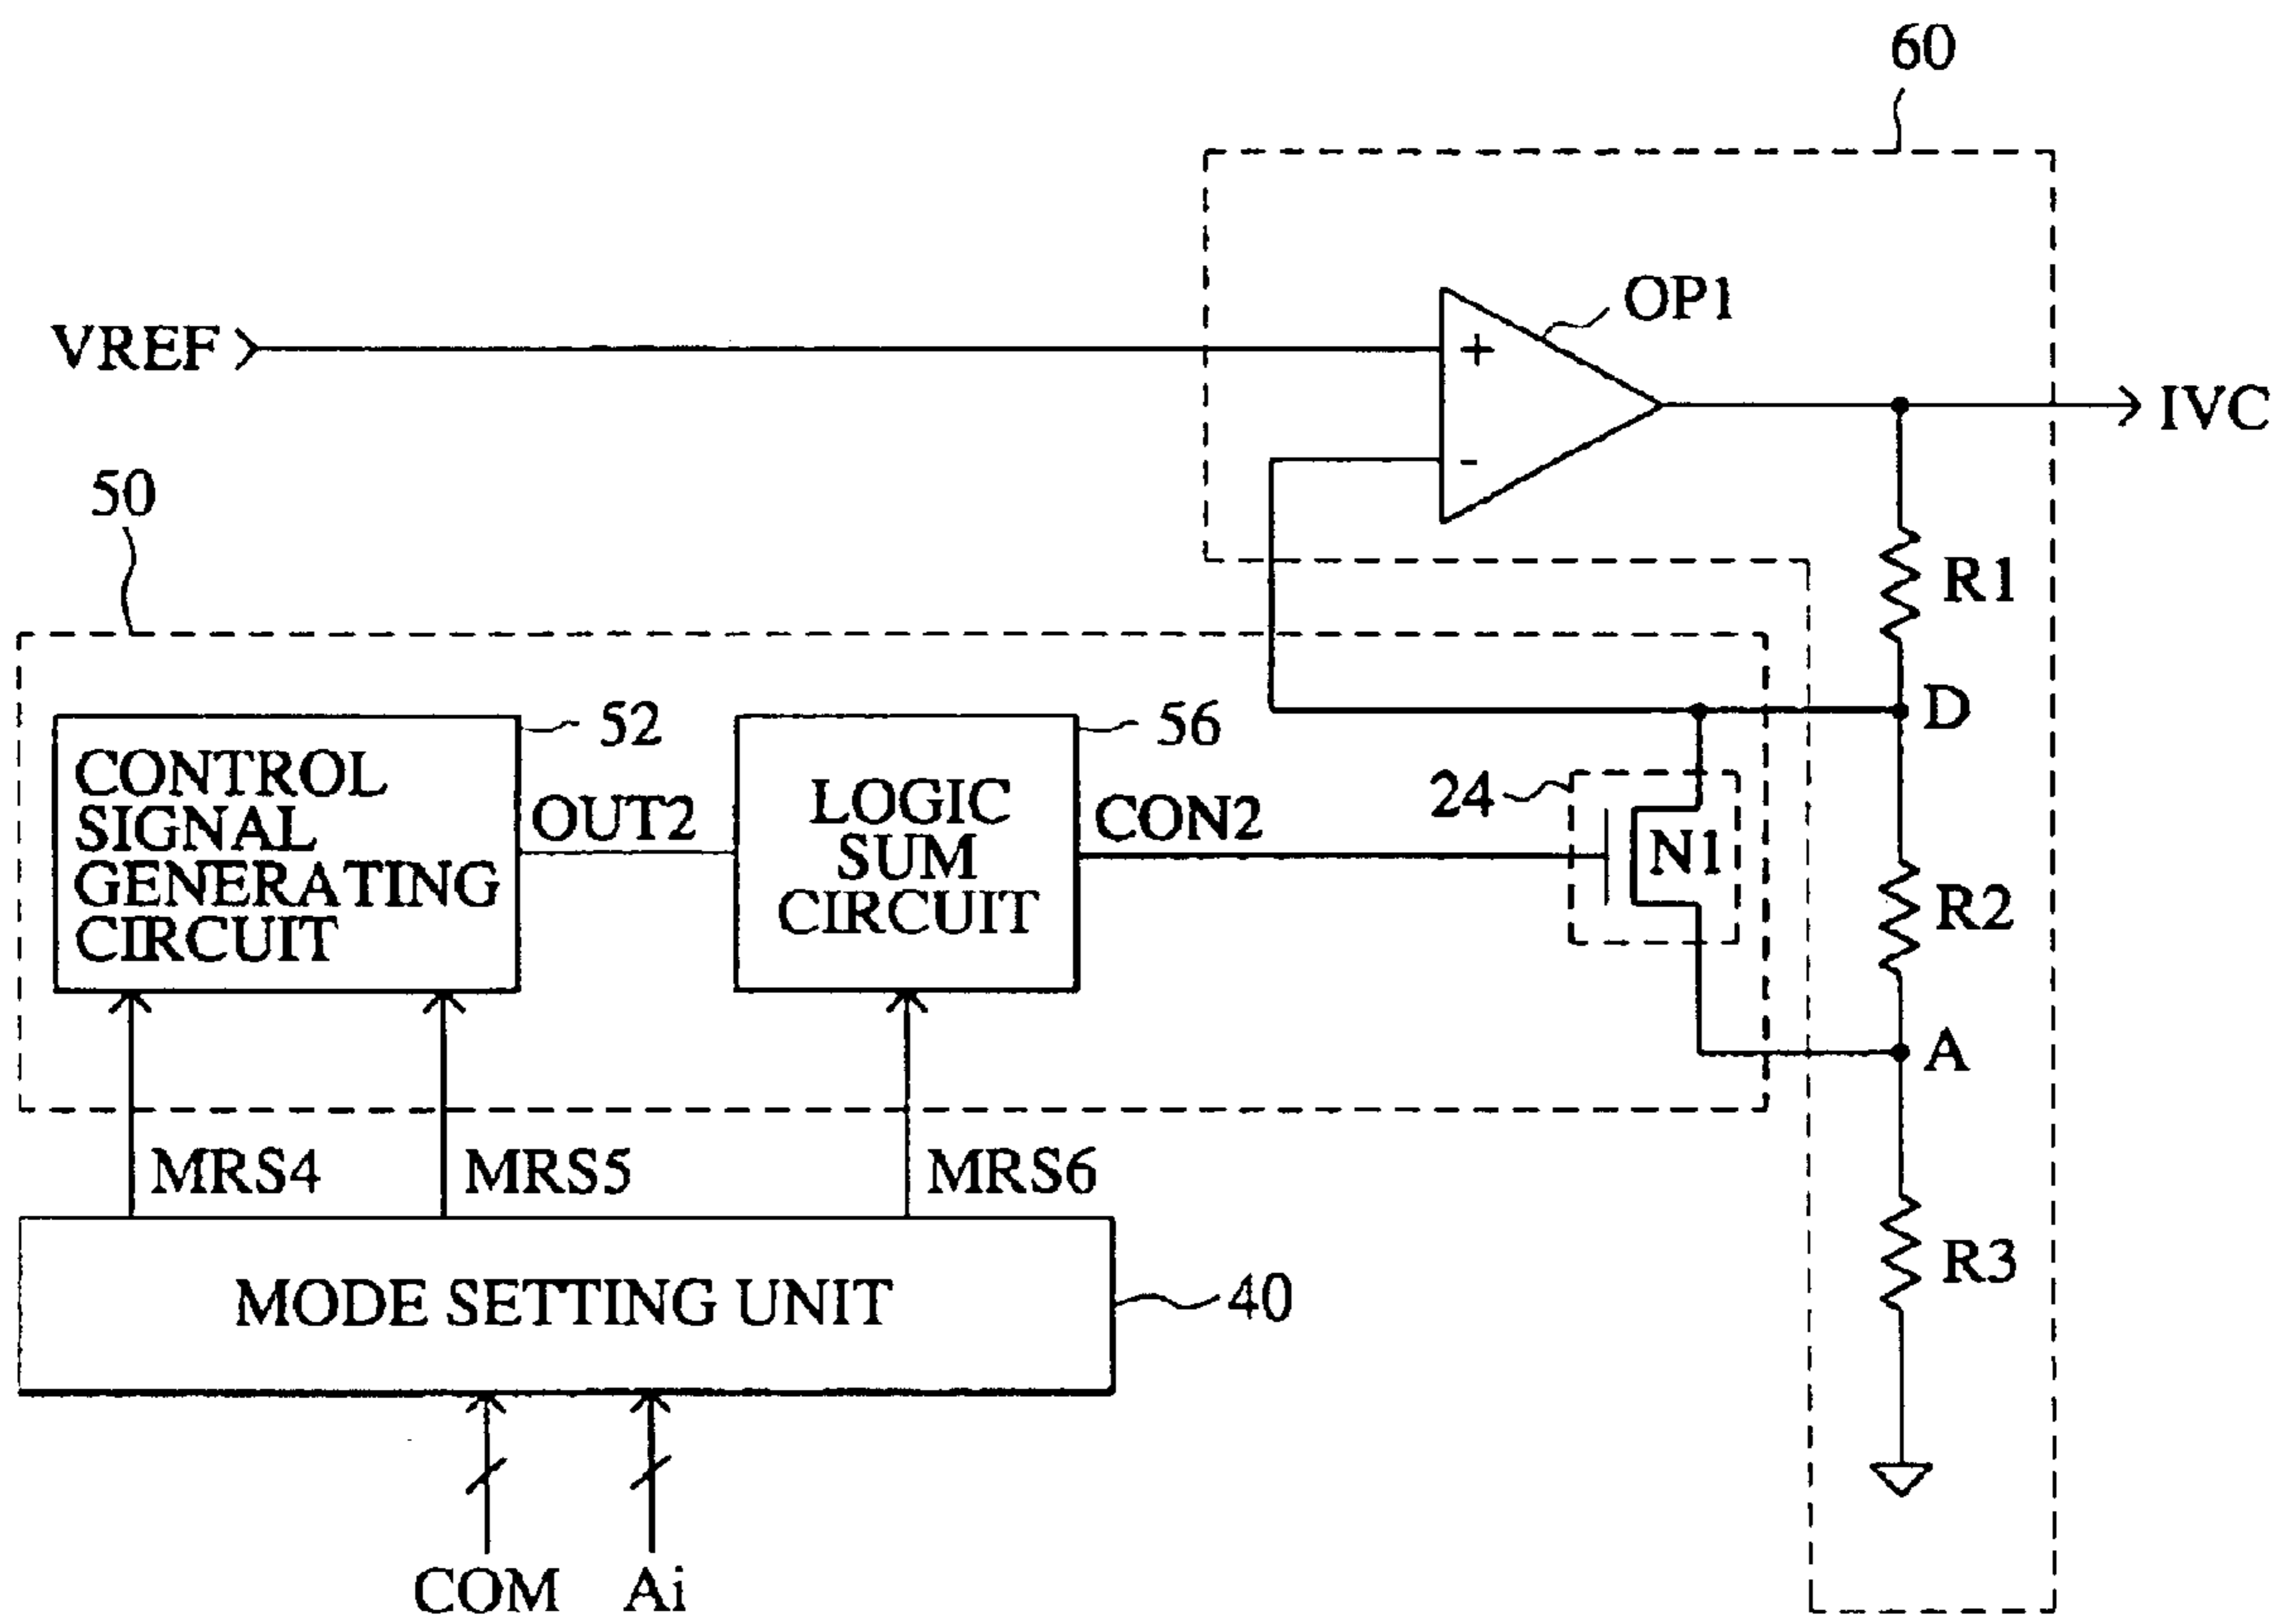 60
OP1
+
VREF
IVC
-
50
R1
52
56
D
CONTROL
SIGNAL
GENERATING
CIRCUIT
OUT2
LOGIC
SUM
CIRCUIT
CON2
24
N1
R2
A
MRS4
MRS5
MRS6
R3
MODE SETTING UNIT
40
COM
Ai